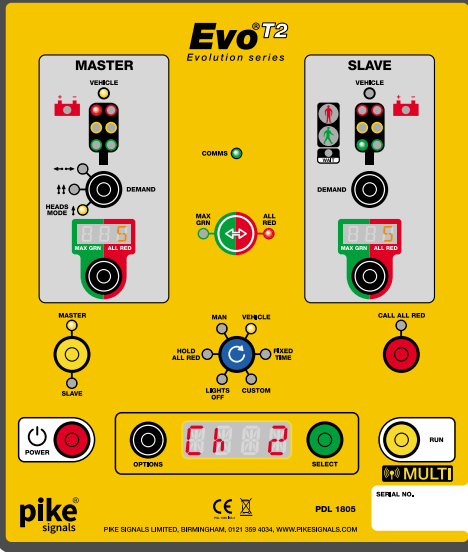 Evo® T2
Evolution series
MASTER
SLAVE
VEHICLE
VEHICLE
COMMS
WAIT
DEMAND
DEMAND
HEADS MODE
MAX GRN
ALL RED
5
5
MAX GRN ALL RED
MAX GRN ALL RED
MASTER
SLAVE
MAN
VEHICLE
HOLD ALL RED
FIXED TIME
LIGHTS OFF
CUSTOM
CALL ALL RED
POWER
OPTIONS
Ch 2
SELECT
RUN
MULTI
SERIAL NO.
pike®
signals
CE
PDL 1805
PIKE SIGNALS LIMITED, BIRMINGHAM, 0121 359 4034, WWW.PIKESIGNALS.COM